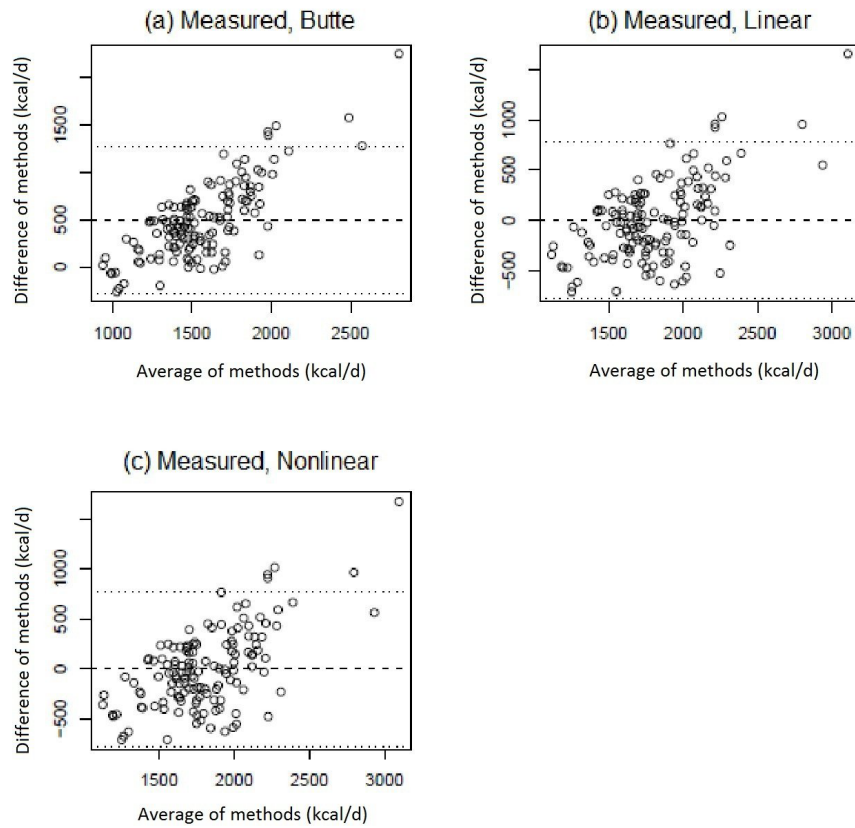 (a) Measured, Butte
Difference of methods (kcal/d)
0
500
1500
1000 1500 2000 2500
Average of methods (kcal/d)
(b) Measured, Linear
Difference of methods (kcal/d)
-500
0
500
1000
1500 2000 2500 3000
Average of methods (kcal/d)
(c) Measured, Nonlinear
Difference of methods (kcal/d)
-500
0
500
1000
1500 2000 2500 3000
Average of methods (kcal/d)